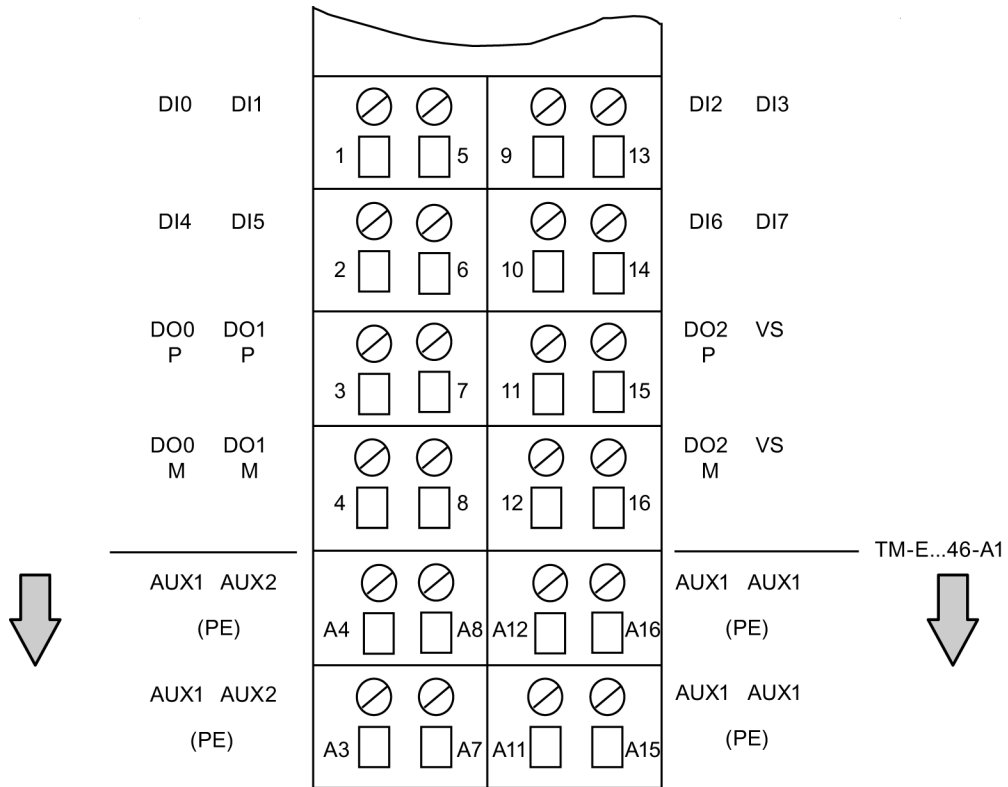 DI0 DI1 DI2 DI3
1 5 9 13
DI4 DI5 DI6 DI7
2 6 10 14
DO0 DO1 DO2 VS
P P P
3 7 11 15
DO0 DO1 DO2 VS
M M M
4 8 12 16
TM-E...46-A1
AUX1 AUX2 AUX1 AUX1
(PE) A4 A8 A12 A16 (PE)
AUX1 AUX2 AUX1 AUX1
(PE) A3 A7 A11 A15 (PE)